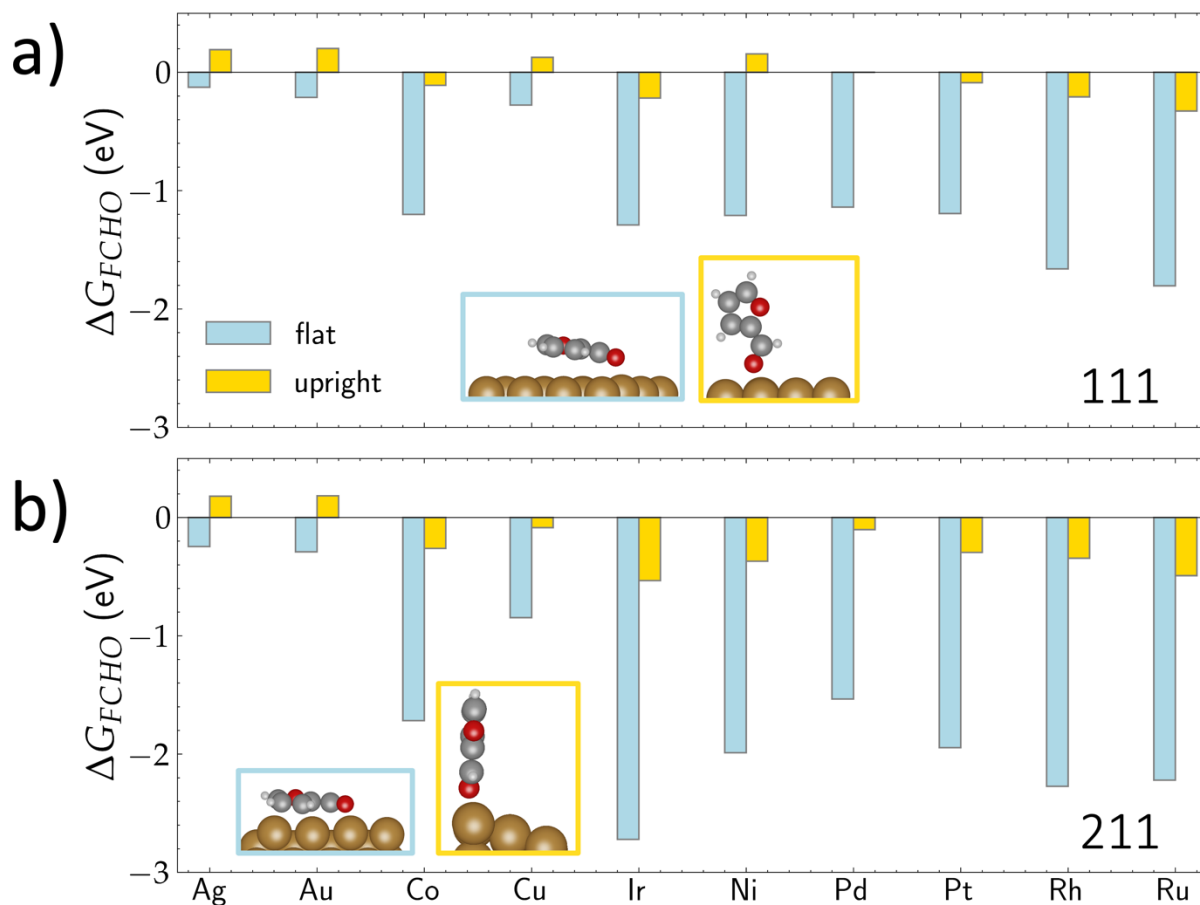 a)
0
−1
−2
−3
ΔG_FCHO (eV)
flat
upright
111
b)
0
−1
−2
−3
ΔG_FCHO (eV)
211
Ag Au Co Cu Ir Ni Pd Pt Rh Ru